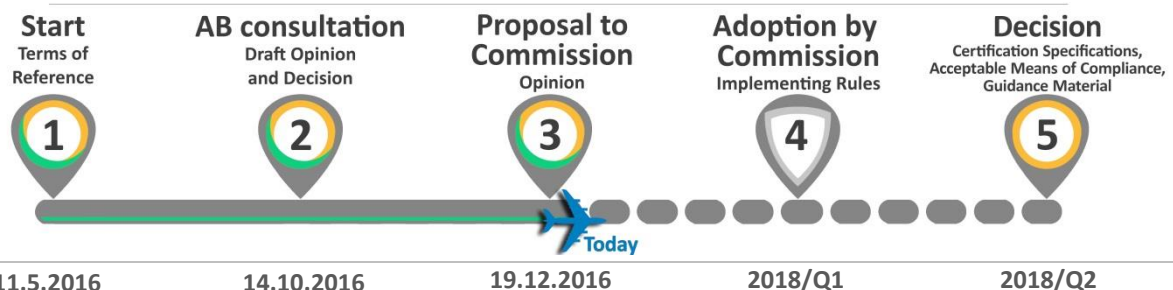 Start
Terms of
Reference
1
AB consultation
Draft Opinion
and Decision
2
Proposal to
Commission
Opinion
3
Adoption by
Commission
Implementing Rules
4
Decision
Certification Specifications,
Acceptable Means of Compliance,
Guidance Material
5
Today
11.5.2016
14.10.2016
19.12.2016
2018/Q1
2018/Q2